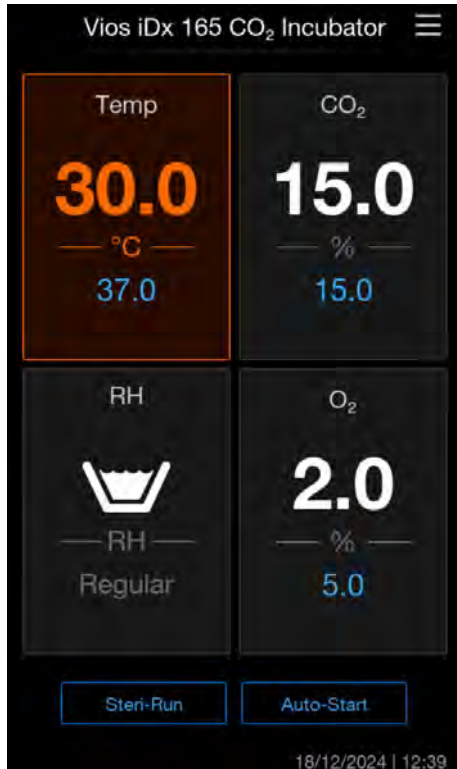 Vios iDx 165 CO₂ Incubator
Temp
30.0
°C
37.0
CO₂
15.0
%
15.0
RH
RH
Regular
O₂
2.0
%
5.0
Steri-Run
Auto-Start
18/12/2024 | 12:39